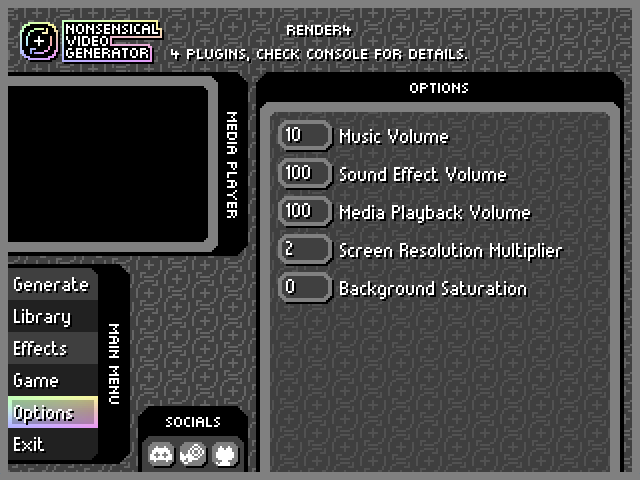 NONSENSICAL
VIDEO
GENERATOR
RENDER4
4 PLUGINS, CHECK CONSOLE FOR DETAILS.
MEDIA PLAYER
OPTIONS
10 Music Volume
100 Sound Effect Volume
100 Media Playback Volume
2 Screen Resolution Multiplier
0 Background Saturation
Generate
Library
Effects
Game
Options
Exit
MAIN MENU
SOCIALS